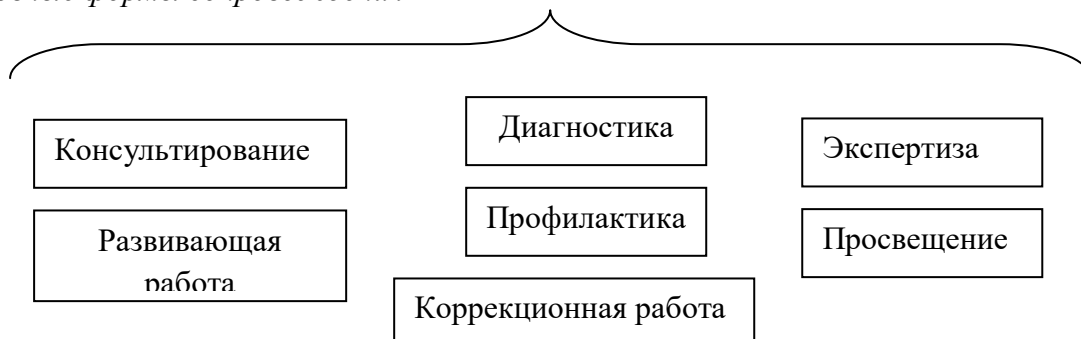 Диагностика
Консультирование
Экспертиза
Профилактика
Развивающая
работа
Просвещение
Коррекционная работа